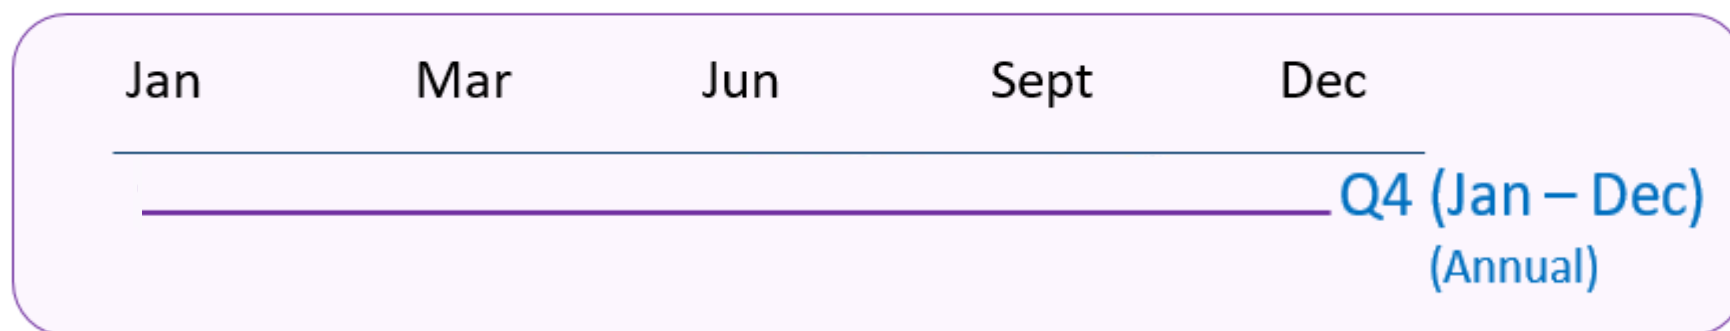 Jan Mar Jun Sept Dec
Q4 (Jan – Dec)
(Annual)